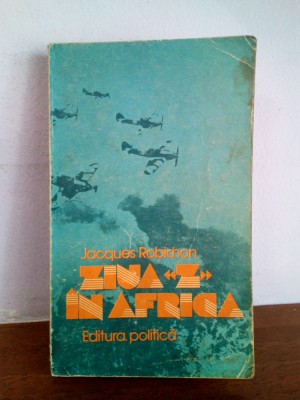 Jacques Robichon
ZIUA «Z»
ÎN AFRICA
Editura politică